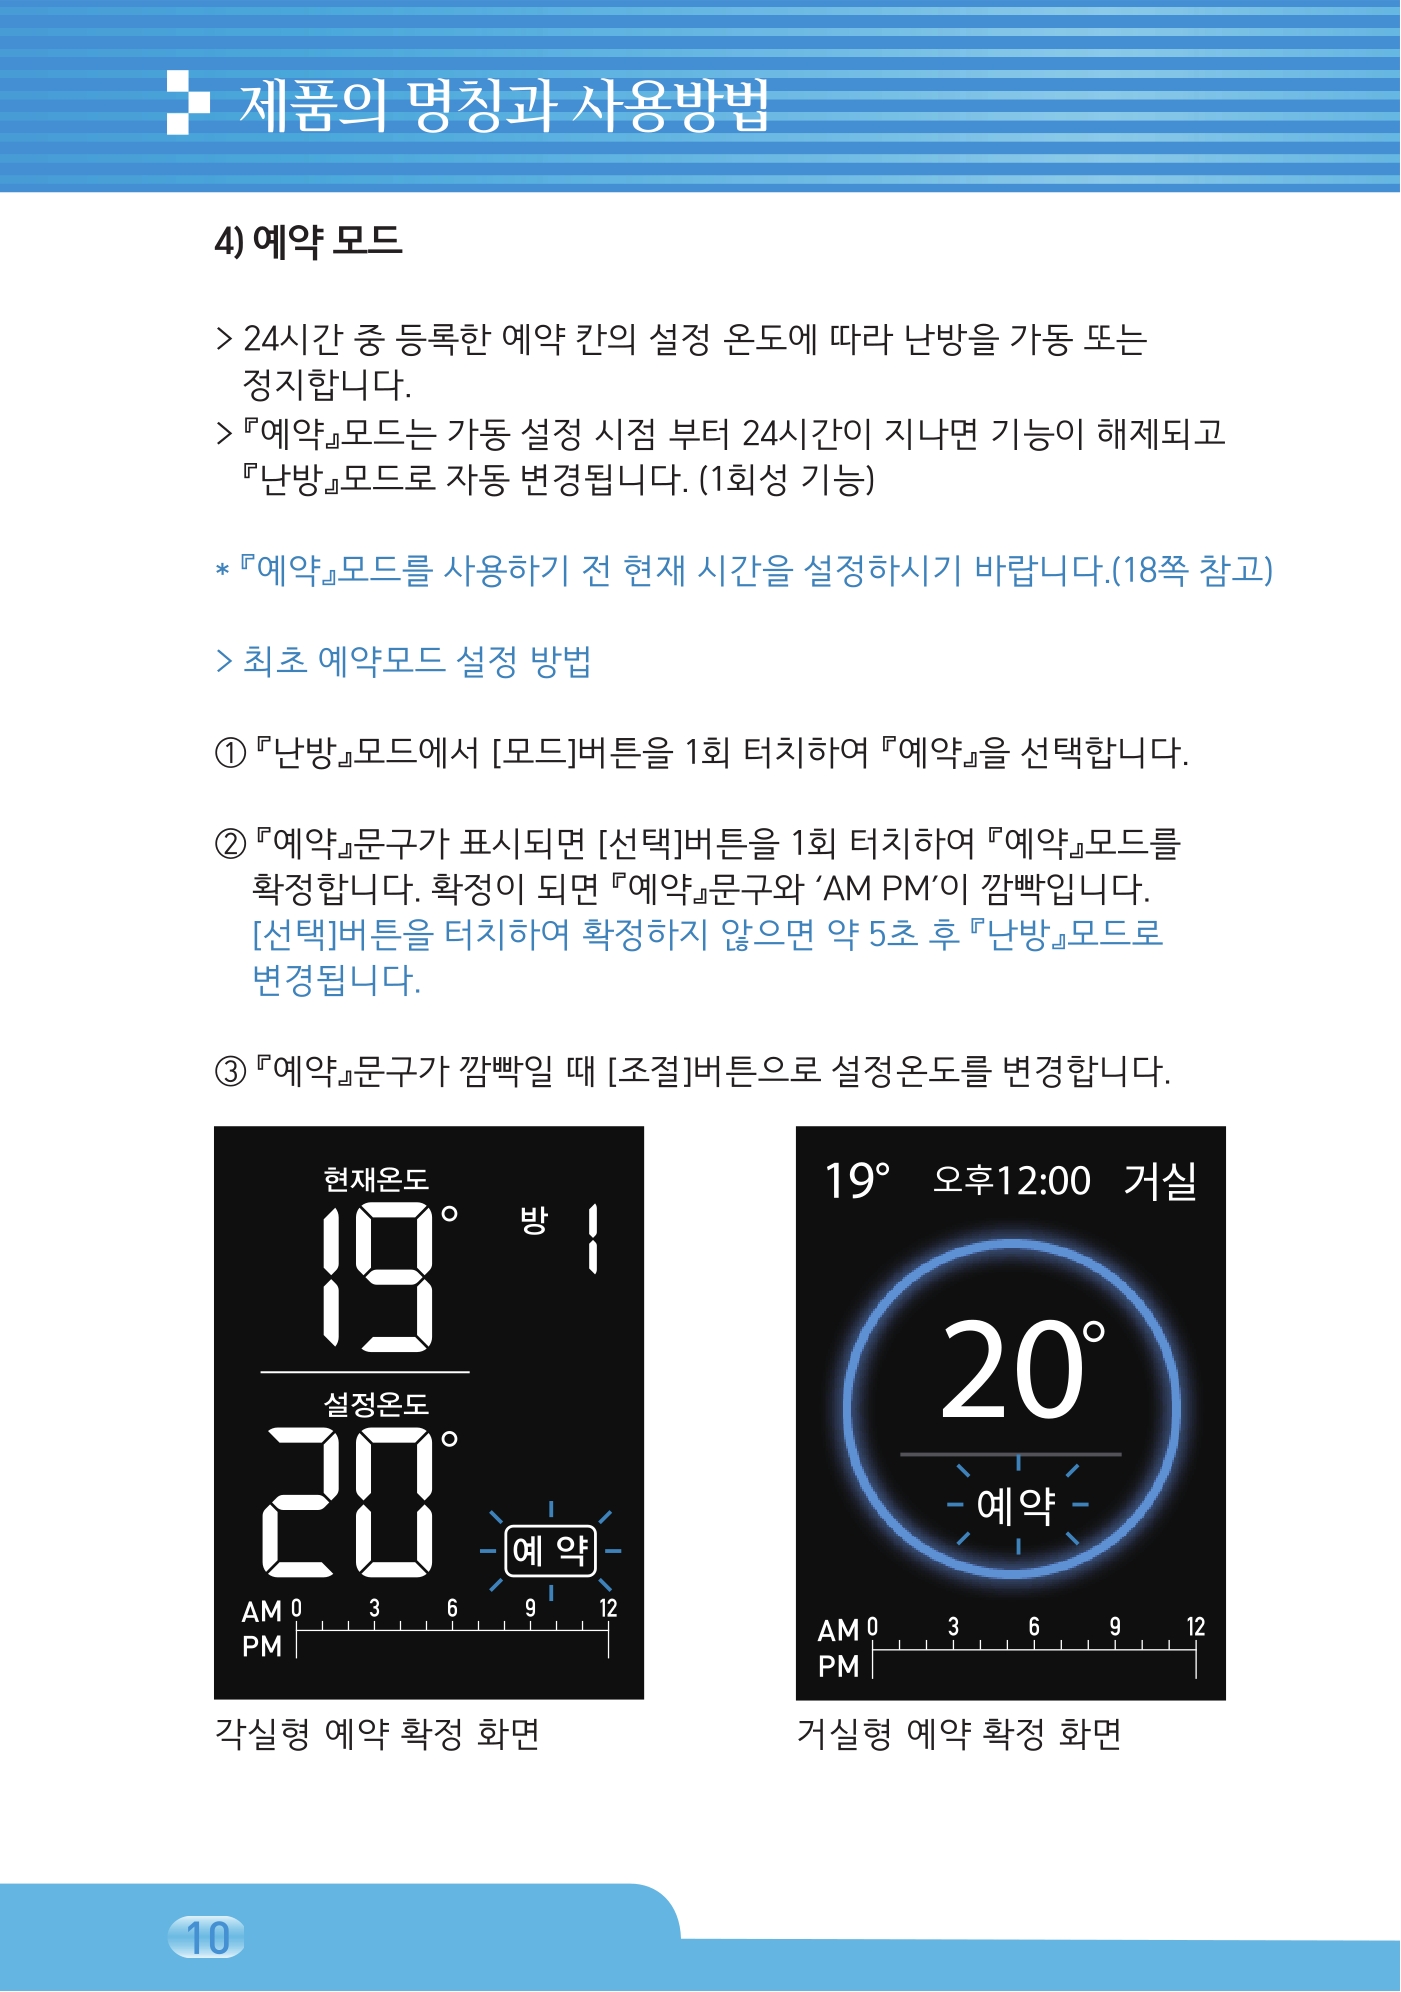 제품의 명칭과 사용방법
4) 예약 모드
> 24시간 중 등록한 예약 칸의 설정 온도에 따라 난방을 가동 또는
정지합니다.
> 『예약』모드는 가동 설정 시점 부터 24시간이 지나면 기능이 해제되고
『난방』모드로 자동 변경됩니다. (1회성 기능)
* 『예약』모드를 사용하기 전 현재 시간을 설정하시기 바랍니다.(18쪽 참고)
> 최초 예약모드 설정 방법
① 『난방』모드에서 [모드]버튼을 1회 터치하여 『예약』을 선택합니다.
② 『예약』문구가 표시되면 [선택]버튼을 1회 터치하여 『예약』모드를
확정합니다. 확정이 되면 『예약』문구와 ‘AM PM’이 깜빡입니다.
[선택]버튼을 터치하여 확정하지 않으면 약 5초 후 『난방』모드로
변경됩니다.
③ 『예약』문구가 깜빡일 때 [조절]버튼으로 설정온도를 변경합니다.
현재온도
19° 방 1
설정온도
20°
예 약
AM 0 3 6 9 12
PM
각실형 예약 확정 화면
19° 오후12:00 거실
20°
예약
AM 0 3 6 9 12
PM
거실형 예약 확정 화면
10